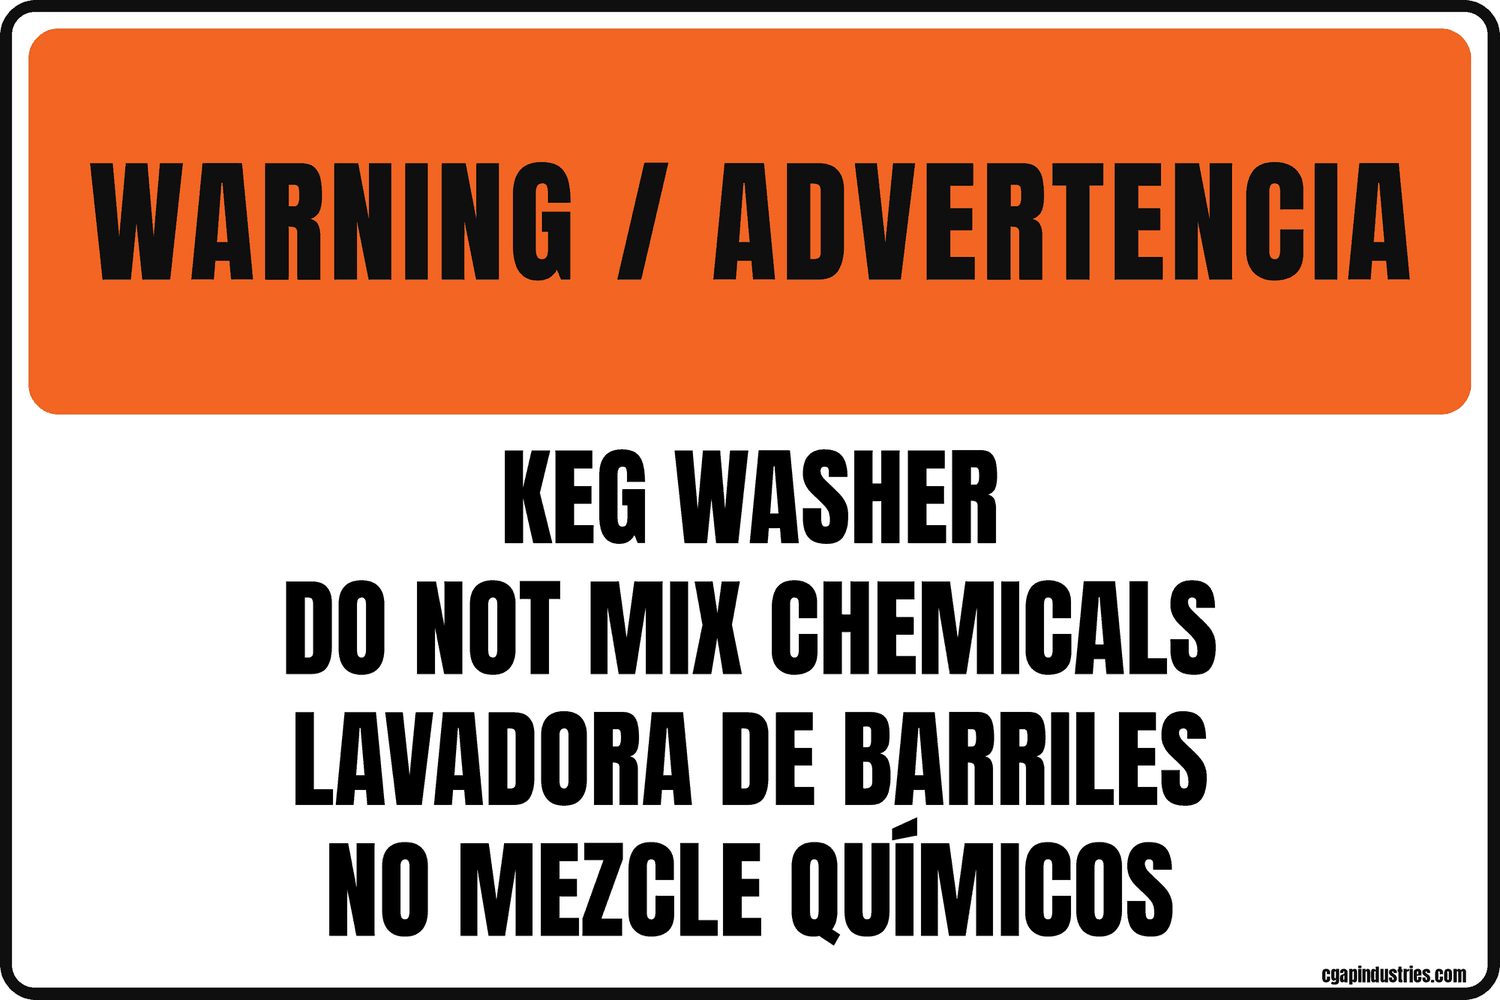 WARNING / ADVERTENCIA
KEG WASHER
DO NOT MIX CHEMICALS
LAVADORA DE BARRILES
NO MEZCLE QUÍMICOS
cgapindustries.com